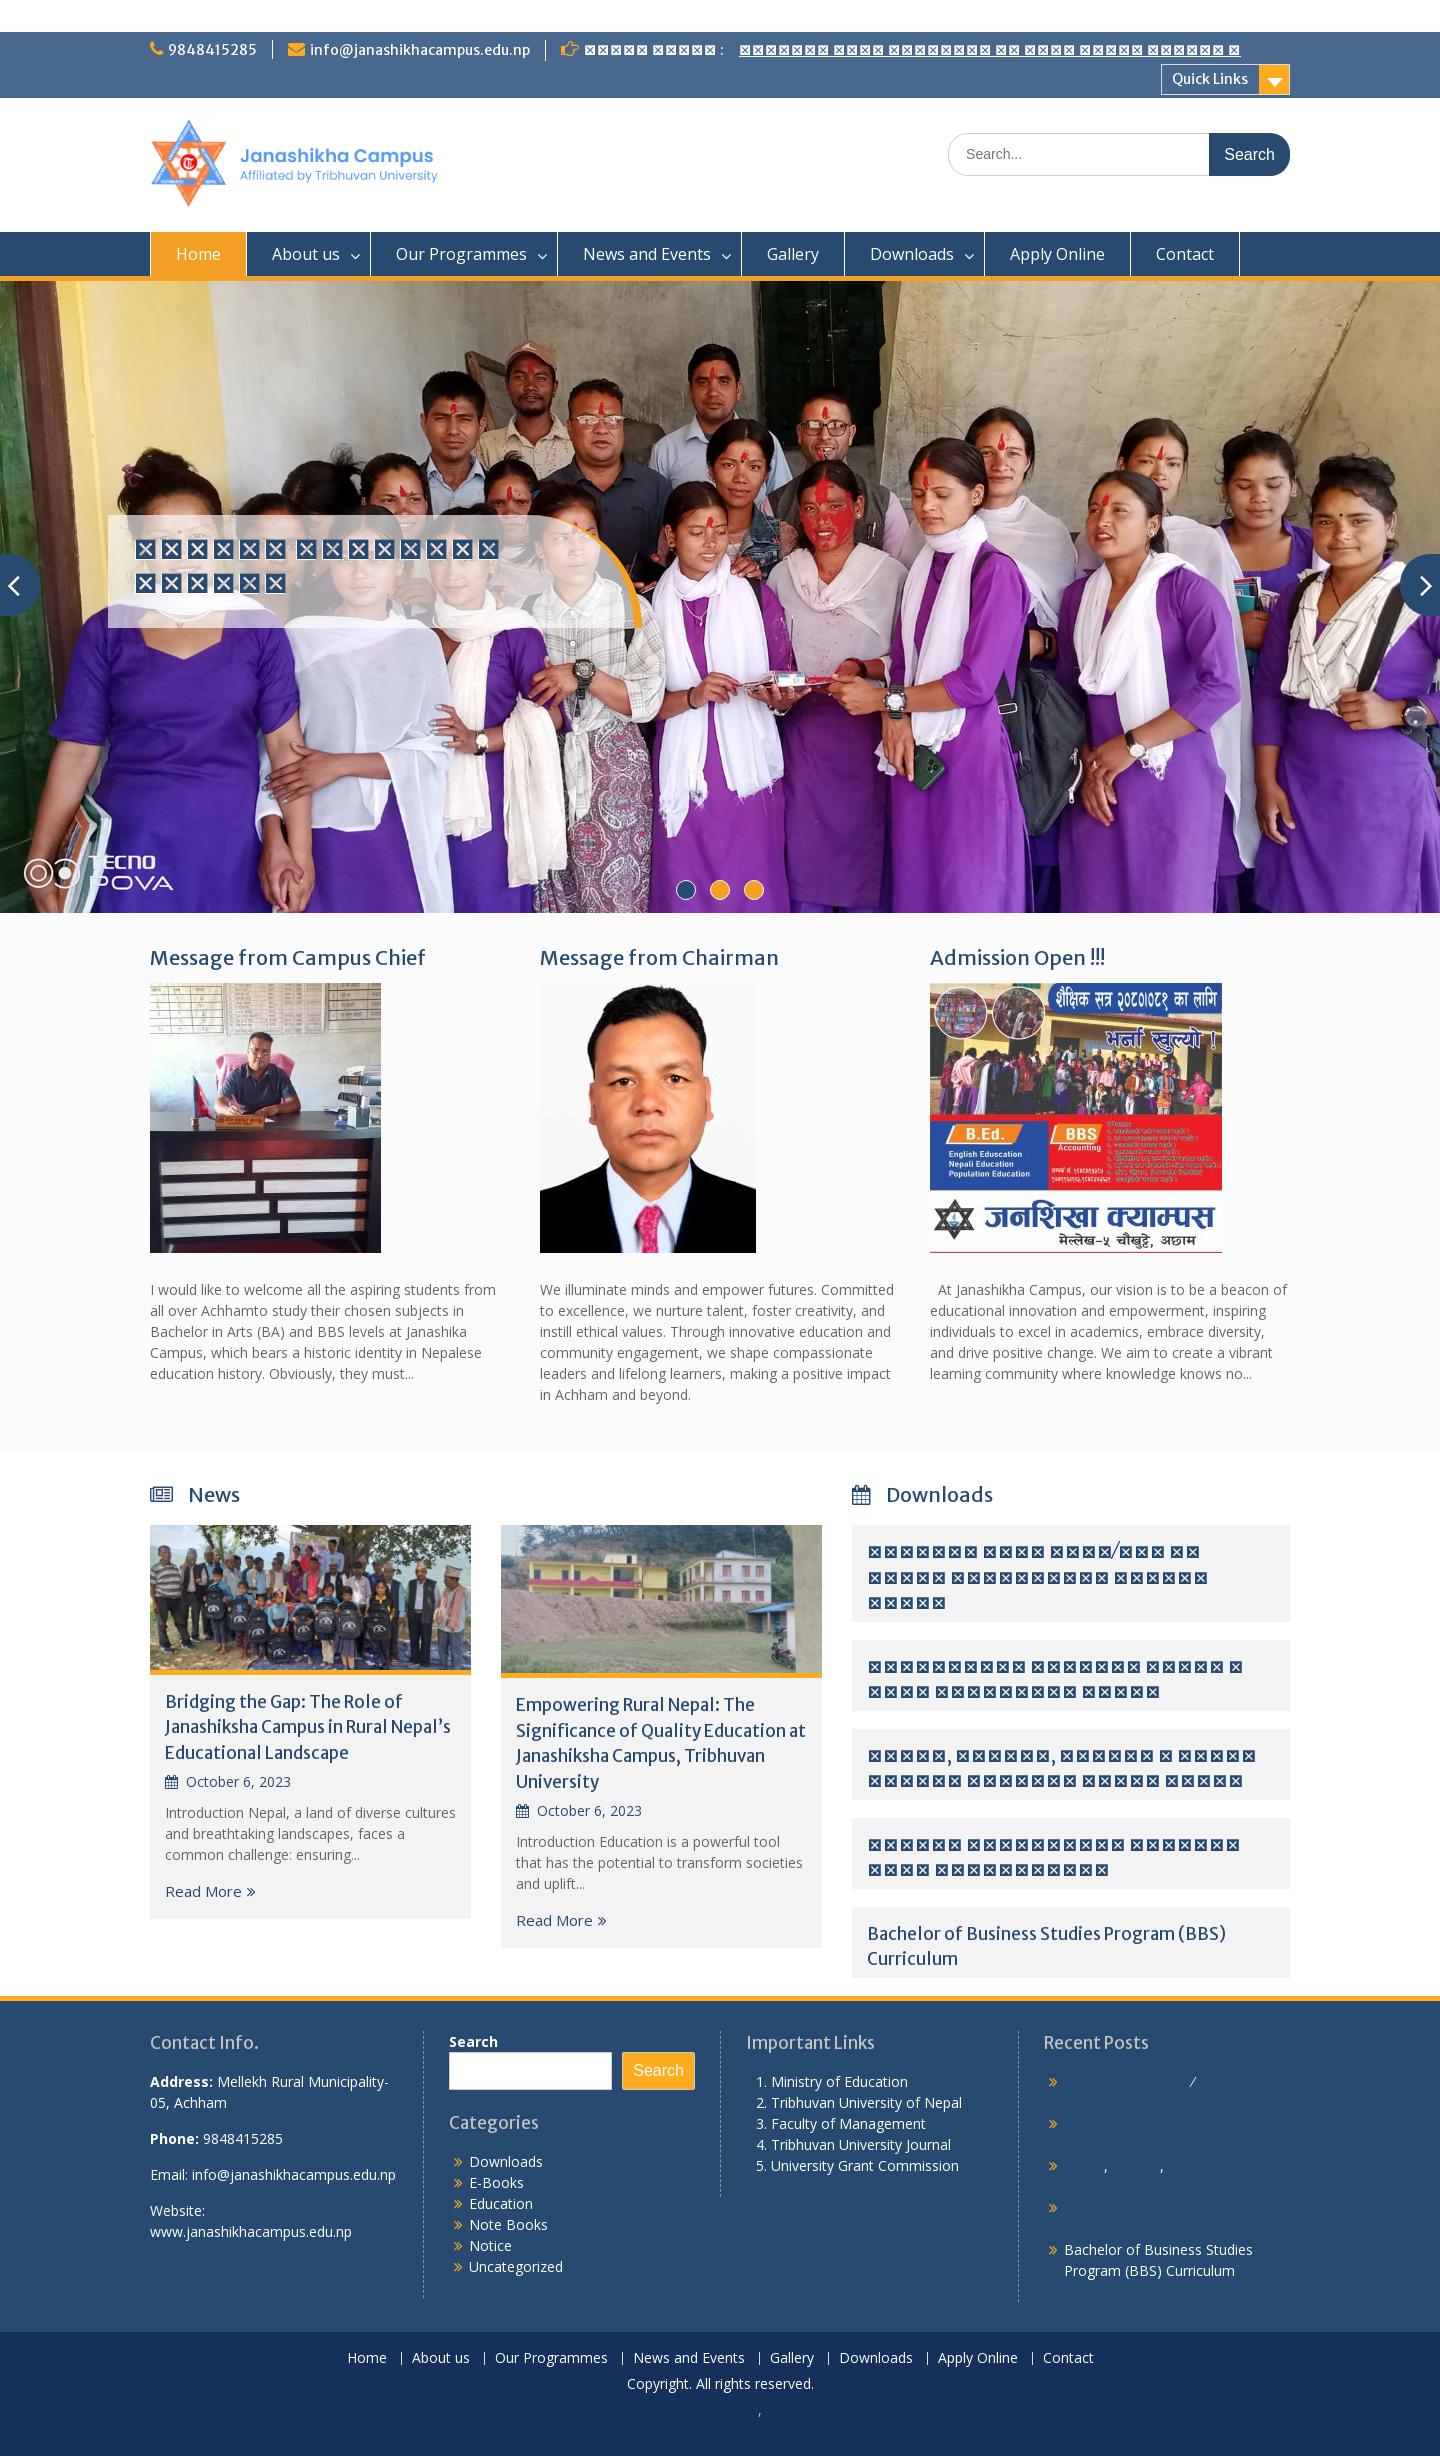 9848415285
info@janashikhacampus.edu.np
Quick Links
Janashikha Campus
Affiliated by Tribhuvan University
Search...
Search
Home
About us
Our Programmes
News and Events
Gallery
Downloads
Apply Online
Contact
TECNO
POVA
Message from Campus Chief
Message from Chairman
Admission Open !!!
शैक्षिक सत्र २०८०।०८१ का लागि
भर्ना खुल्यो !
B.Ed.
English Eduscation
Nepali Education
Population Education
BBS
Accounting
जनशिखा क्याम्पस
मेल्लेख-५ चौखुट्टे, अछाम
I would like to welcome all the aspiring students from
all over Achhamto study their chosen subjects in
Bachelor in Arts (BA) and BBS levels at Janashika
Campus, which bears a historic identity in Nepalese
education history. Obviously, they must...
We illuminate minds and empower futures. Committed
to excellence, we nurture talent, foster creativity, and
instill ethical values. Through innovative education and
community engagement, we shape compassionate
leaders and lifelong learners, making a positive impact
in Achham and beyond.
At Janashikha Campus, our vision is to be a beacon of
educational innovation and empowerment, inspiring
individuals to excel in academics, embrace diversity,
and drive positive change. We aim to create a vibrant
learning community where knowledge knows no...
News
Bridging the Gap: The Role of
Janashiksha Campus in Rural Nepal’s
Educational Landscape
October 6, 2023
Introduction Nepal, a land of diverse cultures
and breathtaking landscapes, faces a
common challenge: ensuring...
Read More
Empowering Rural Nepal: The
Significance of Quality Education at
Janashiksha Campus, Tribhuvan
University
October 6, 2023
Introduction Education is a powerful tool
that has the potential to transform societies
and uplift...
Read More
Downloads
Bachelor of Business Studies Program (BBS)
Curriculum
Contact Info.
Address: Mellekh Rural Municipality-
05, Achham
Phone: 9848415285
Email: info@janashikhacampus.edu.np
Website:
www.janashikhacampus.edu.np
Search
Search
Categories
Downloads
E-Books
Education
Note Books
Notice
Uncategorized
Important Links
1. Ministry of Education
2. Tribhuvan University of Nepal
3. Faculty of Management
4. Tribhuvan University Journal
5. University Grant Commission
Recent Posts
Bachelor of Business Studies
Program (BBS) Curriculum
Home
About us
Our Programmes
News and Events
Gallery
Downloads
Apply Online
Contact
Copyright. All rights reserved.